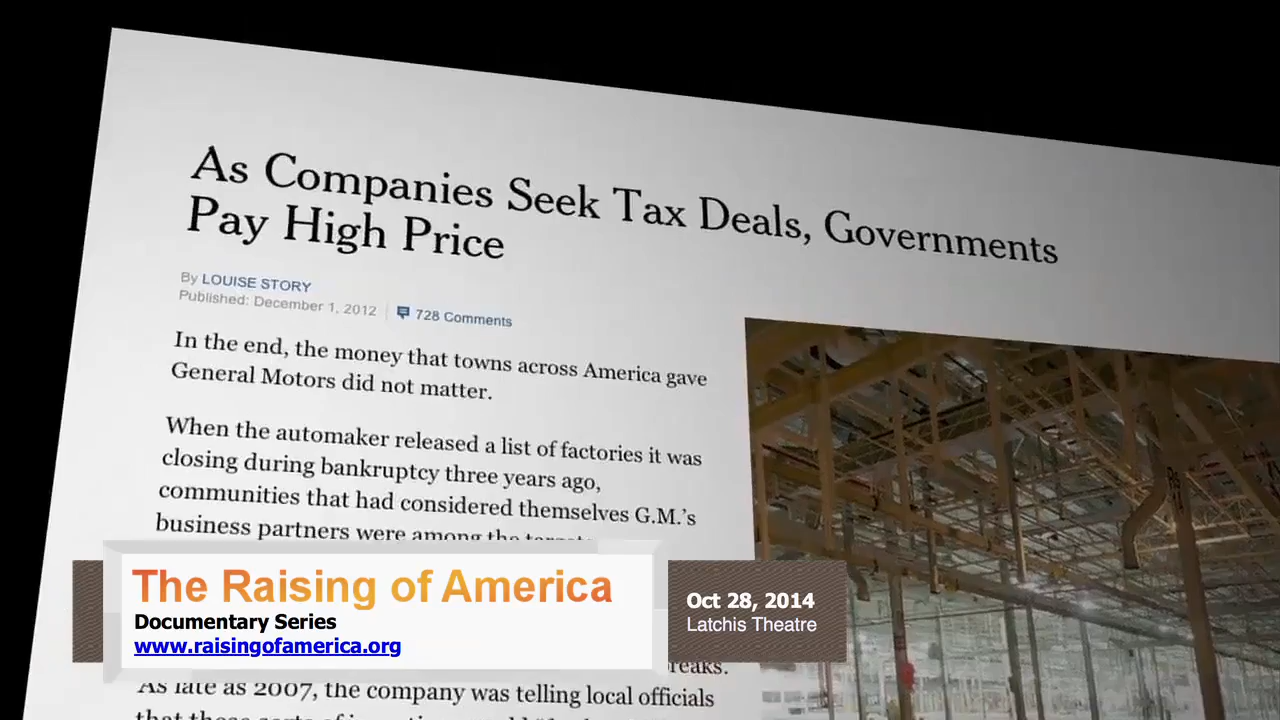 As Companies Seek Tax Deals, Governments
Pay High Price
By LOUISE STORY
Published: December 1, 2012 | 728 Comments
In the end, the money that towns across America gave
General Motors did not matter.
When the automaker released a list of factories it was
closing during bankruptcy three years ago,
communities that had considered themselves G.M.’s
business partners were among the
The Raising of America
Documentary Series
www.raisingofamerica.org
Oct 28, 2014
Latchis Theatre
As late as 2007, the company was telling local officials